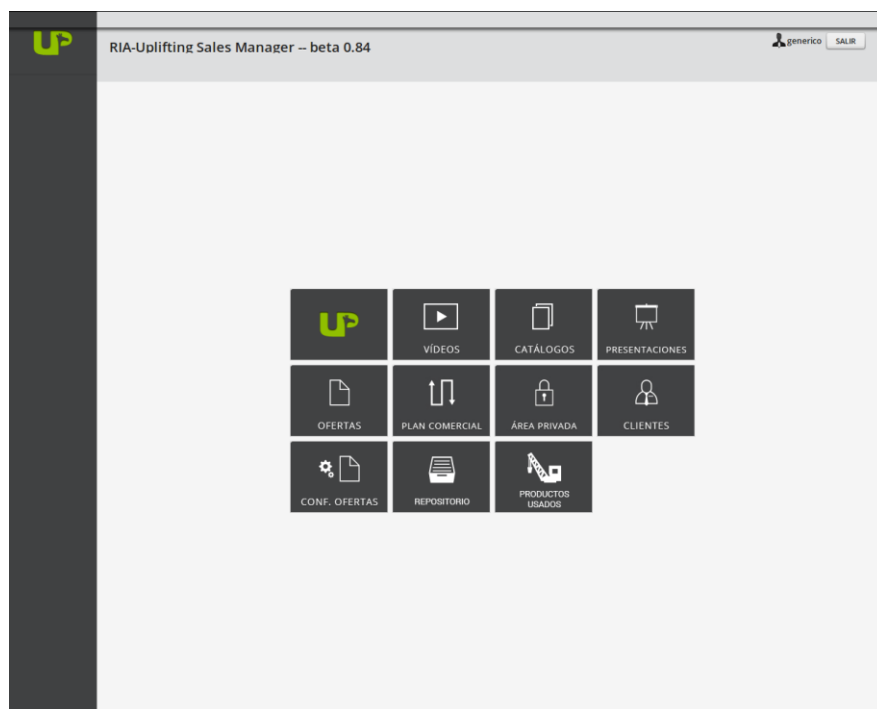 UP
RIA-Uplifting Sales Manager -- beta 0.84
generico
SALIR
UP
VÍDEOS
CATÁLOGOS
PRESENTACIONES
OFERTAS
PLAN COMERCIAL
ÁREA PRIVADA
CLIENTES
CONF. OFERTAS
REPOSITORIO
PRODUCTOS
USADOS